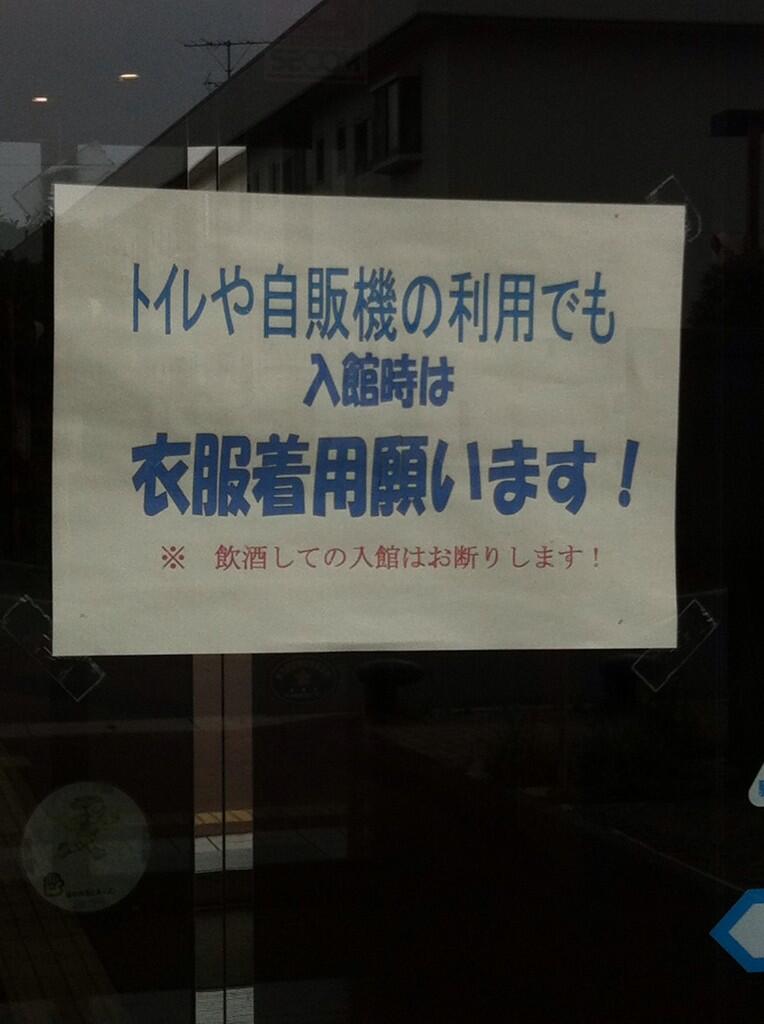 SECOM
トイレや自販機の利用でも
入館時は
衣服着用願います！
※ 飲酒しての入館はお断りします！